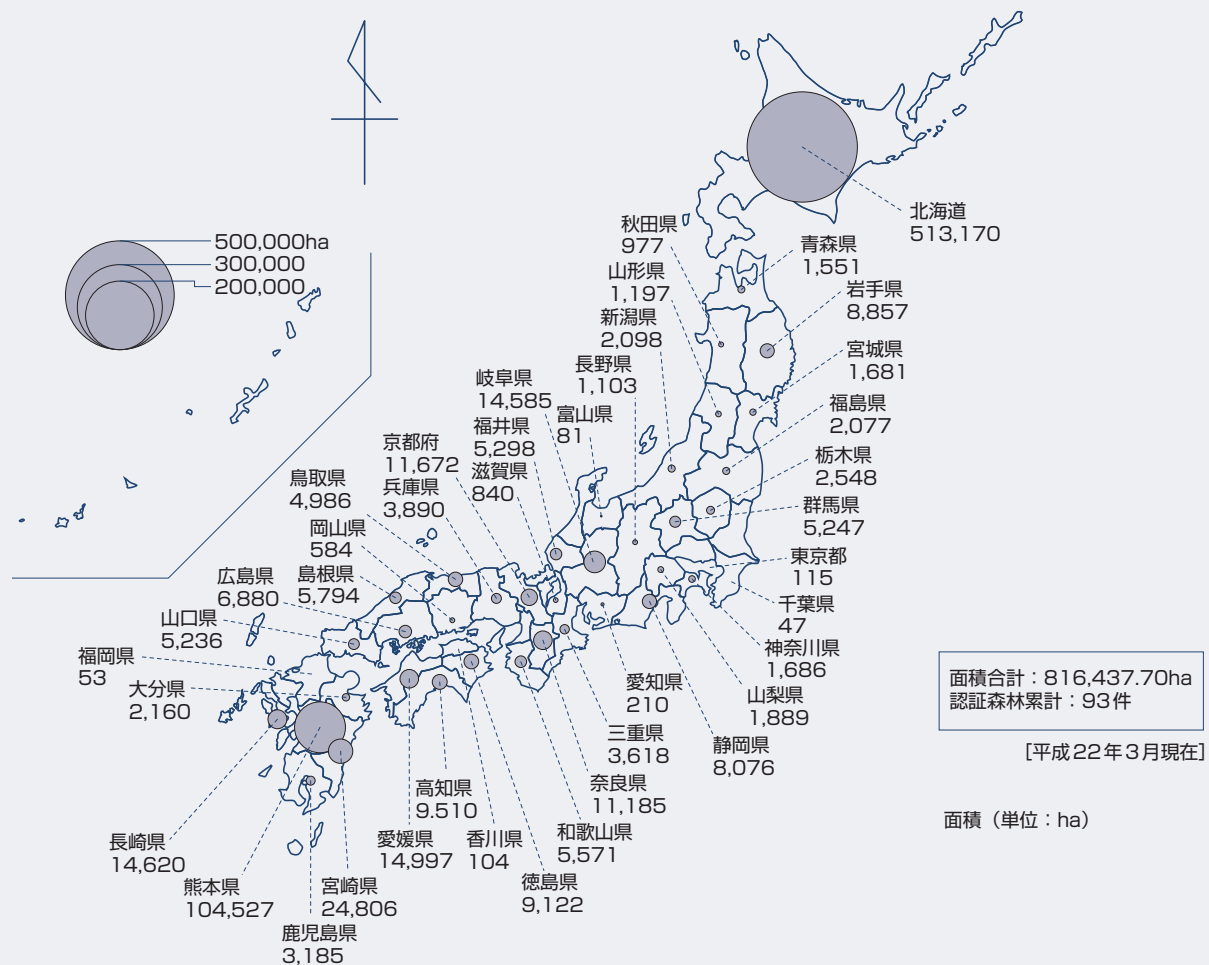 500,000ha
300,000
200,000
北海道
513,170
秋田県
977
青森県
1,551
山形県
1,197
岩手県
8,857
新潟県
2,098
宮城県
1,681
長野県
1,103
岐阜県
14,585
富山県
81
福島県
2,077
福井県
5,298
京都府
11,672
栃木県
2,548
滋賀県
840
鳥取県
4,986
兵庫県
3,890
群馬県
5,247
岡山県
584
東京都
115
広島県
6,880
島根県
5,794
千葉県
47
山口県
5,236
神奈川県
1,686
福岡県
53
愛知県
210
山梨県
1,889
大分県
2,160
三重県
3,618
静岡県
8,076
奈良県
11,185
高知県
9.510
和歌山県
5,571
長崎県
14,620
愛媛県
14,997
香川県
104
徳島県
9,122
熊本県
104,527
宮崎県
24,806
鹿児島県
3,185
面積合計：816,437.70ha
認証森林累計：93件
[平成22年3月現在]
面積（単位：ha）